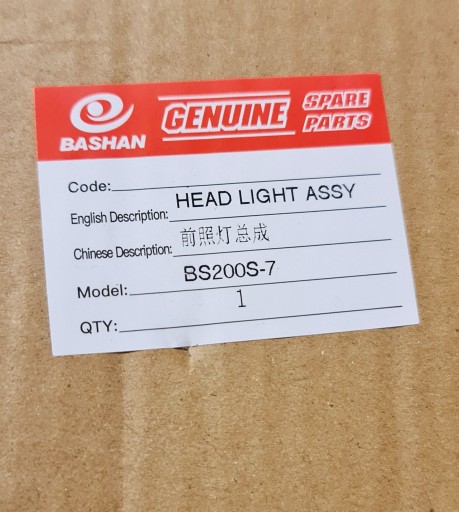 BASHAN
GENUINE
SPARE
PARTS
Code:
English Description: HEAD LIGHT ASSY
Chinese Description: 前照灯总成
Model: BS200S-7
QTY: 1